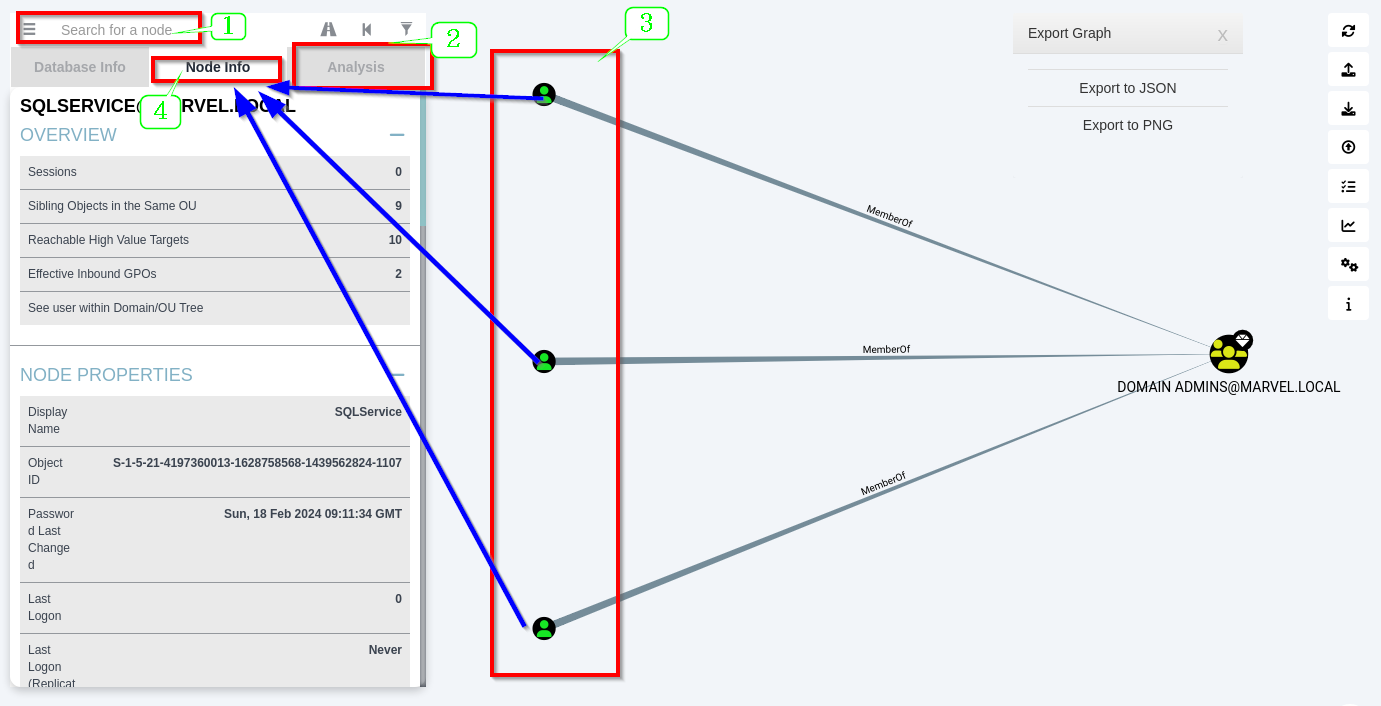 Search for a node
1
2
3
4
Database Info
Node Info
Analysis
SQLSERVICE@MARVEL.LOCAL
OVERVIEW
Sessions 0
Sibling Objects in the Same OU 9
Reachable High Value Targets 10
Effective Inbound GPOs 2
See user within Domain/OU Tree
NODE PROPERTIES
Display
Name
SQLService
Object
ID
S-1-5-21-4197360013-1628758568-1439562824-1107
Passwor
d Last
Change
d
Sun, 18 Feb 2024 09:11:34 GMT
Last
Logon
0
Last
Logon
(Replicat
Never
MemberOf
MemberOf
MemberOf
DOMAIN ADMINS@MARVEL.LOCAL
Export Graph X
Export to JSON
Export to PNG